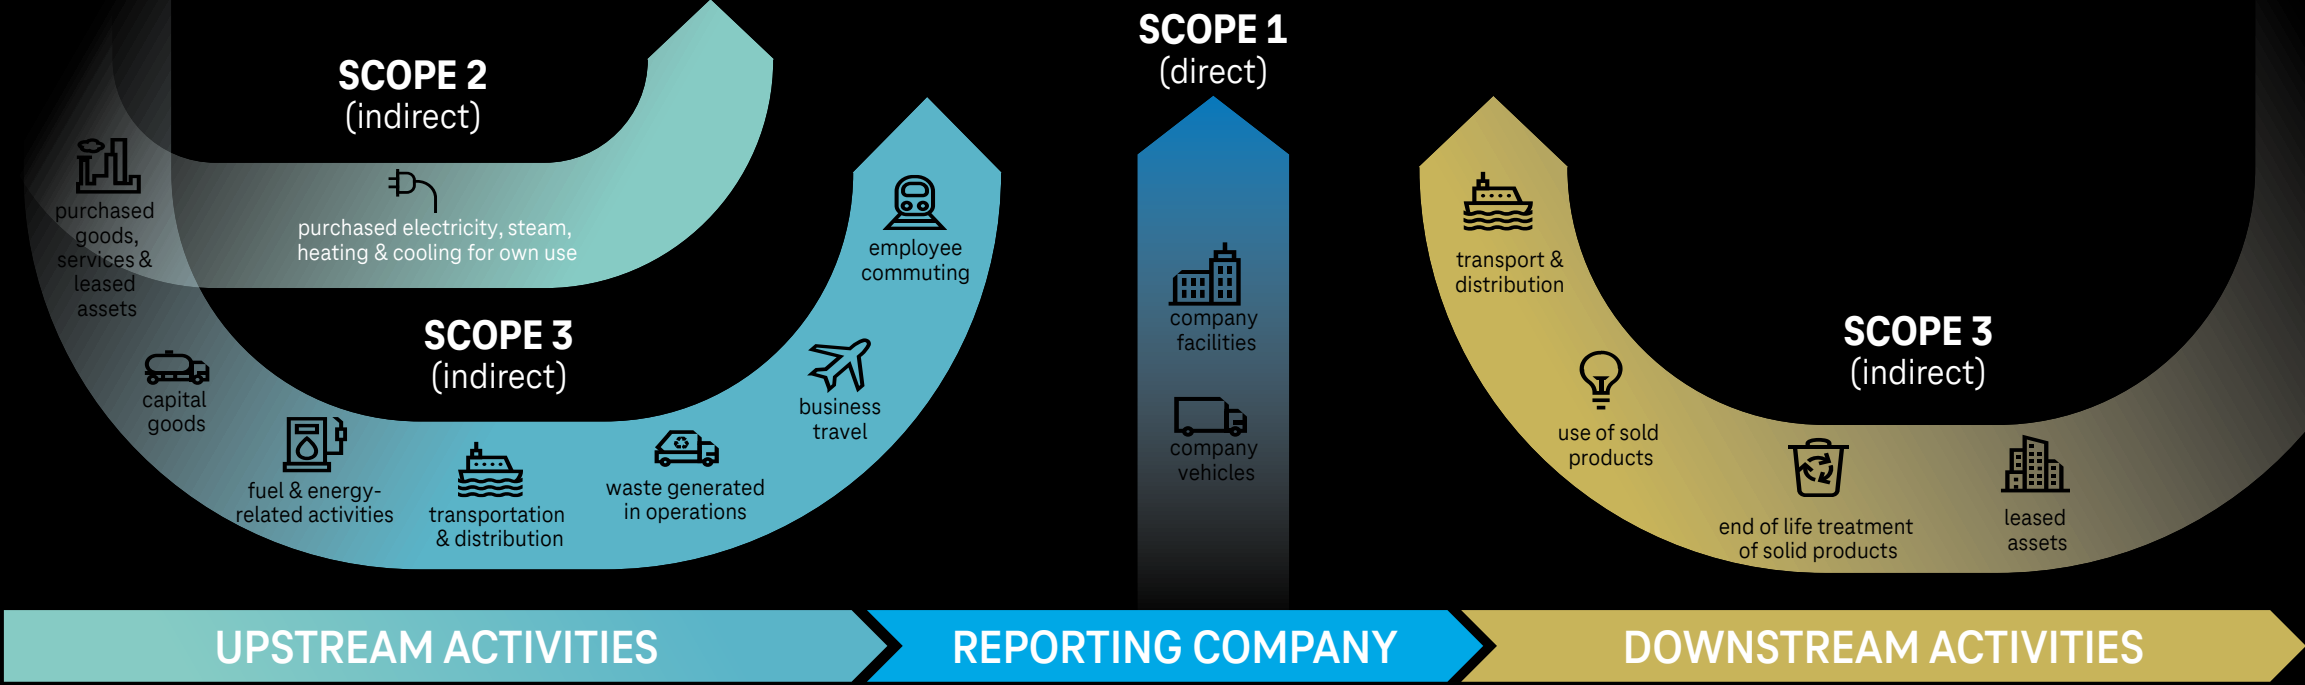 SCOPE 2
(indirect)
purchased
goods,
services &
leased
assets
purchased electricity, steam,
heating & cooling for own use
SCOPE 3
(indirect)
capital
goods
fuel & energy-
related activities
transportation
& distribution
waste generated
in operations
business
travel
employee
commuting
SCOPE 1
(direct)
company
facilities
company
vehicles
transport &
distribution
use of sold
products
end of life treatment
of solid products
leased
assets
SCOPE 3
(indirect)
UPSTREAM ACTIVITIES
REPORTING COMPANY
DOWNSTREAM ACTIVITIES